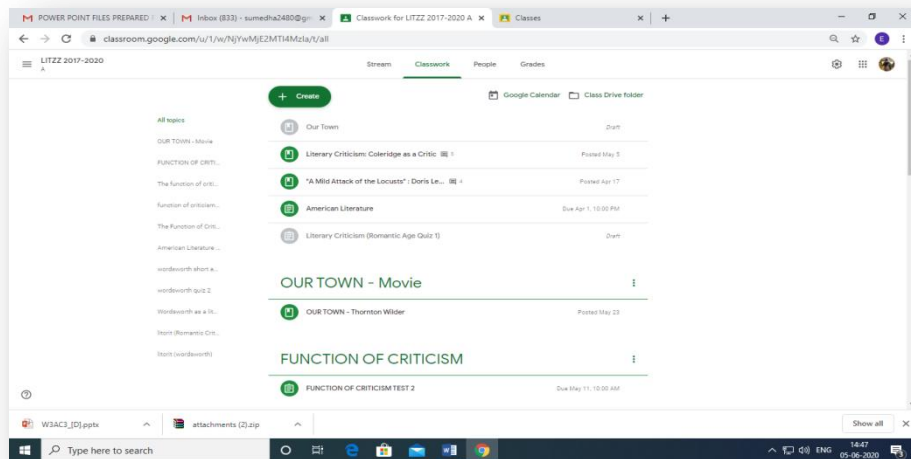 POWER POINT FILES PREPARED
Inbox (833) - sumedha2480@gm
Classwork for LITZZ 2017-2020 A
Classes
classroom.google.com/u/1/w/NjYwMjE2MTI4Mzla/t/all
E
LITZZ 2017-2020
A
Stream Classwork People Grades
+ Create
Google Calendar
Class Drive folder
All topics
OUR TOWN - Movie
FUNCTION OF CRITI...
The function of criti...
function of criticism...
The Function of Criti...
American Literature ...
wordsworth short a...
wordsworth quiz 2
Wordsworth as a lit...
litcrit (Romantic Crit...
litcrit (wordsworth)
Our Town Draft
Literary Criticism: Coleridge as a Critic Posted May 5
"A Mild Attack of the Locusts" : Doris Le... 4 Posted Apr 17
American Literature Due Apr 1, 10:00 PM
Literary Criticism (Romantic Age Quiz 1) Draft
OUR TOWN - Movie
OUR TOWN - Thornton Wilder Posted May 23
FUNCTION OF CRITICISM
FUNCTION OF CRITICISM TEST 2 Due May 11, 10:00 AM
W3AC3_[D].pptx
attachments (2).zip
Show all
Type here to search
ENG
14:47
05-06-2020